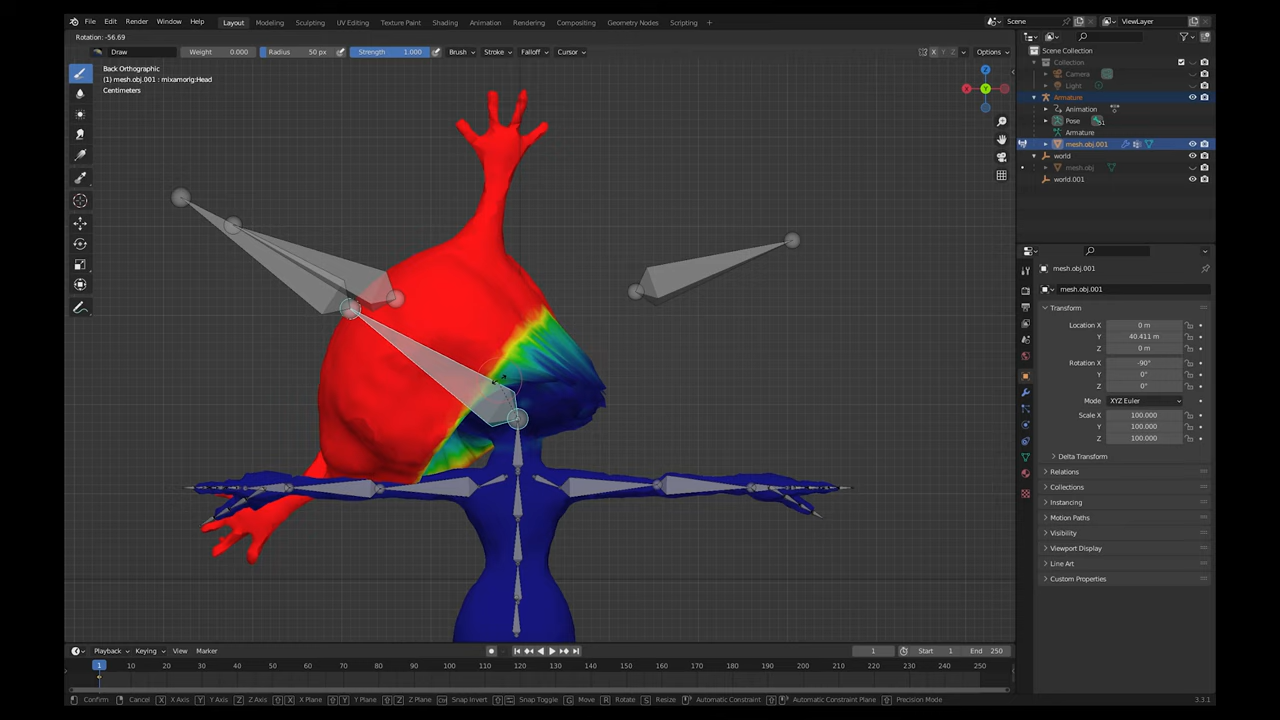 File Edit Render Window Help Layout Modeling Sculpting UV Editing Texture Paint Shading Animation Rendering Compositing Geometry Nodes Scripting + Scene ViewLayer
Rotation: -56.69
Draw Weight 0.000 Radius 50 px Strength 1.000 Brush Stroke Falloff Cursor X Y Z Options
Back Orthographic
(1) mesh.obj.001 : mixamorig:Head
Centimeters
Z
X
Y
Scene Collection
Collection
Camera
Light
Armature
Animation
Pose
Armature
mesh.obj.001
world
mesh.obj
world.001
mesh.obj.001
mesh.obj.001
Transform
Location X 0 m
Y 40.411 m
Z 0 m
Rotation X -90°
Y 0°
Z 0°
Mode XYZ Euler
Scale X 100.000
Y 100.000
Z 100.000
Delta Transform
Relations
Collections
Instancing
Motion Paths
Visibility
Viewport Display
Line Art
Custom Properties
Playback Keying View Marker 1 Start 1 End 250
1 10 20 30 40 50 60 70 80 90 100 110 120 130 140 150 160 170 180 190 200 210 220 230 240 250
Confirm Cancel X X Axis Y Y Axis Z Z Axis X X Plane Y Y Plane Z Z Plane Snap Invert Snap Toggle G Move R Rotate S Resize Automatic Constraint Automatic Constraint Plane Precision Mode 3.3.1